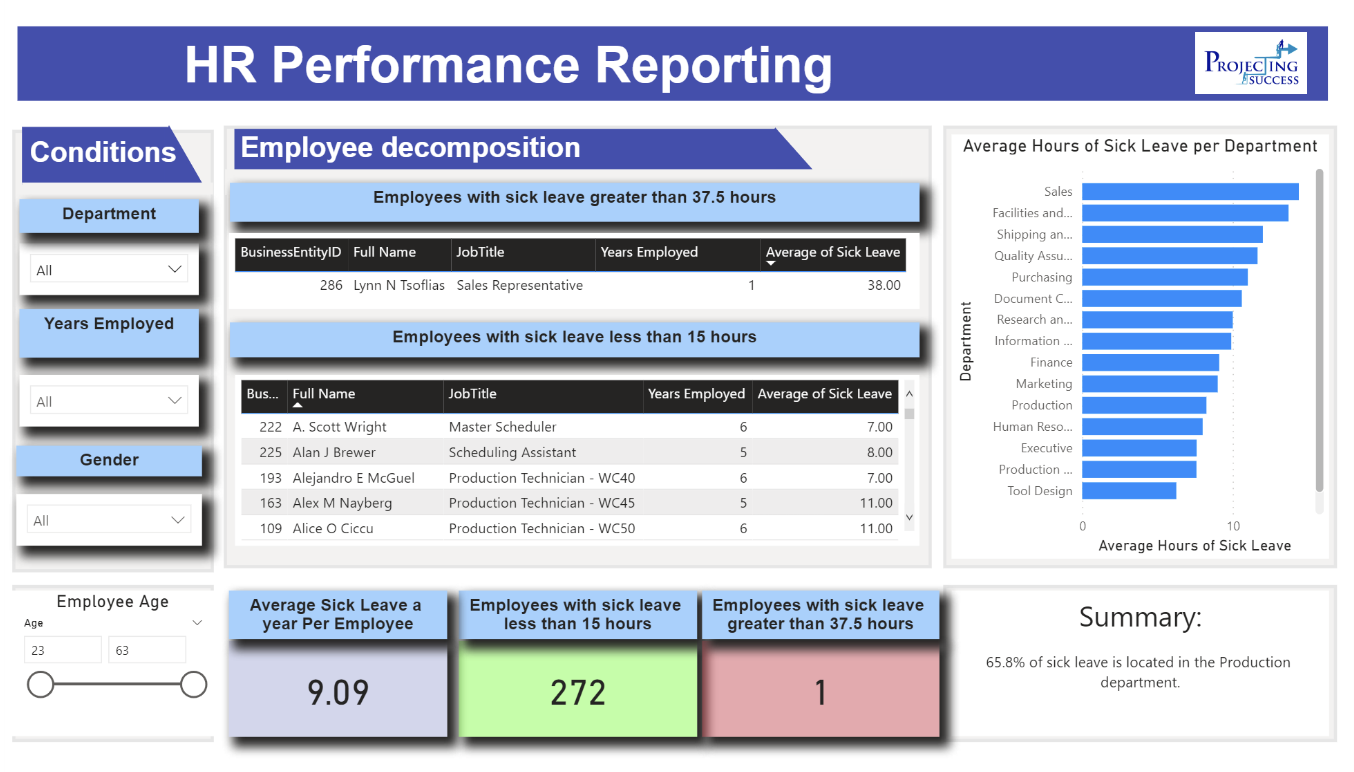 HR Performance Reporting
PROJECTING
SUCCESS
Conditions
Department
All
Years Employed
All
Gender
All
Employee decomposition
Employees with sick leave greater than 37.5 hours
BusinessEntityID Full Name JobTitle Years Employed Average of Sick Leave
286 Lynn N Tsoflias Sales Representative 1 38.00
Employees with sick leave less than 15 hours
Bus... Full Name JobTitle Years Employed Average of Sick Leave
222 A. Scott Wright Master Scheduler 6 7.00
225 Alan J Brewer Scheduling Assistant 5 8.00
193 Alejandro E McGuel Production Technician - WC40 6 7.00
163 Alex M Nayberg Production Technician - WC45 5 11.00
109 Alice O Ciccu Production Technician - WC50 6 11.00
Average Hours of Sick Leave per Department
Department
Sales
Facilities and...
Shipping an...
Quality Assu...
Purchasing
Document C...
Research an...
Information ...
Finance
Marketing
Production
Human Reso...
Executive
Production ...
Tool Design
0 10
Average Hours of Sick Leave
Employee Age
Age
23 63
Average Sick Leave a
year Per Employee
9.09
Employees with sick leave
less than 15 hours
272
Employees with sick leave
greater than 37.5 hours
1
Summary:
65.8% of sick leave is located in the Production
department.